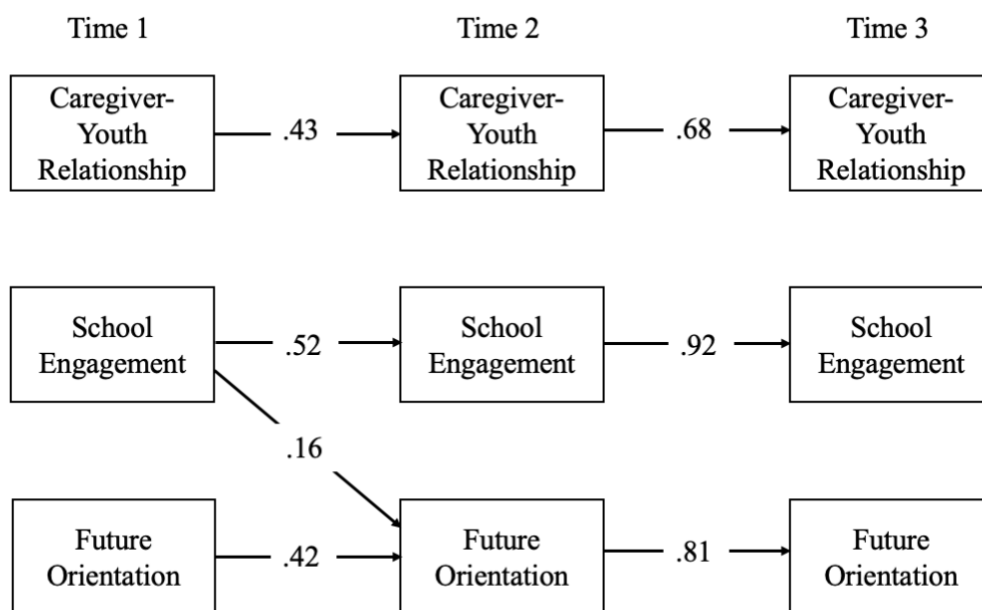 Time 1
Time 2
Time 3
Caregiver-
Youth
Relationship
.43
Caregiver-
Youth
Relationship
.68
Caregiver-
Youth
Relationship
School
Engagement
.52
School
Engagement
.92
School
Engagement
.16
Future
Orientation
.42
Future
Orientation
.81
Future
Orientation